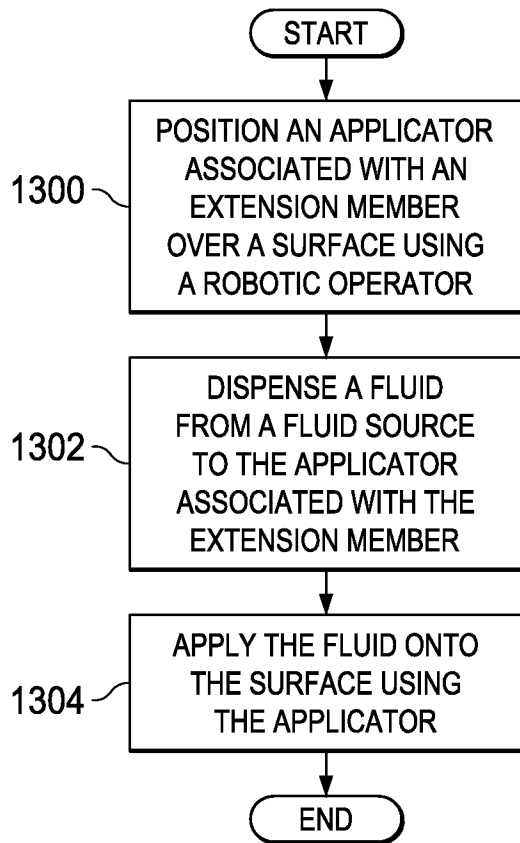 START
POSITION AN APPLICATOR
ASSOCIATED WITH AN
EXTENSION MEMBER
OVER A SURFACE USING
A ROBOTIC OPERATOR
1300
DISPENSE A FLUID
FROM A FLUID SOURCE
TO THE APPLICATOR
ASSOCIATED WITH THE
EXTENSION MEMBER
1302
APPLY THE FLUID ONTO
THE SURFACE USING
THE APPLICATOR
1304
END